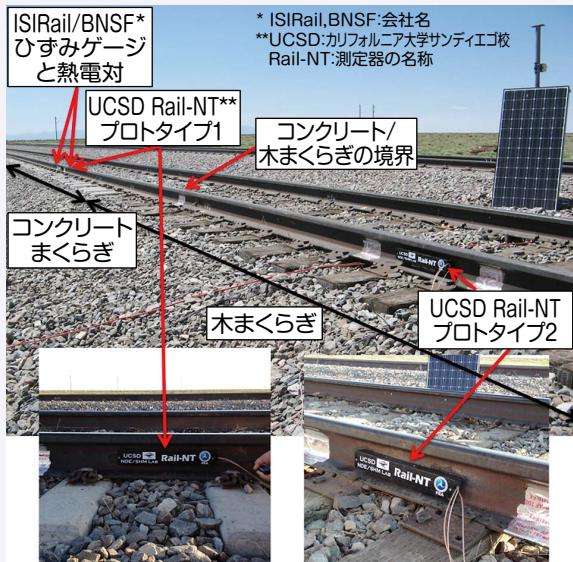 ISIRail/BNSF*
ひずみゲージ
と熱電対
* ISIRail,BNSF:会社名
**UCSD:カリフォルニア大学サンディエゴ校
Rail-NT:測定器の名称
UCSD Rail-NT**
プロトタイプ1
コンクリート/
木まくらぎの境界
コンクリート
まくらぎ
木まくらぎ
UCSD Rail-NT
プロトタイプ2
UCSD
NDE/SHM LAB
Rail-NT
UCSD
NDE/SHM LAB
Rail-NT